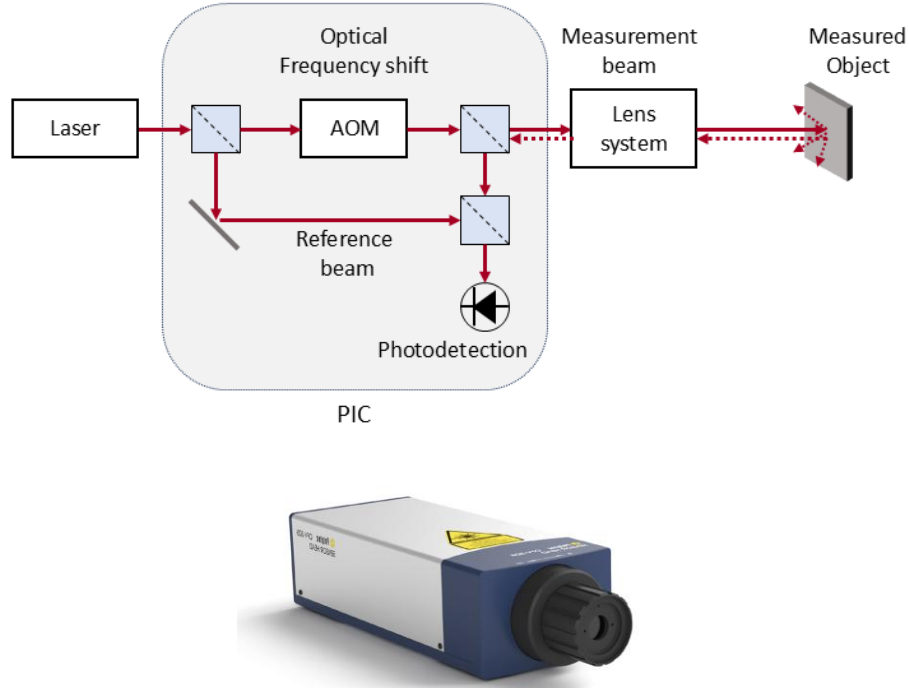 Optical
Frequency shift
Measurement
beam
Measured
Object
Laser
AOM
Lens
system
Reference
beam
Photodetection
PIC